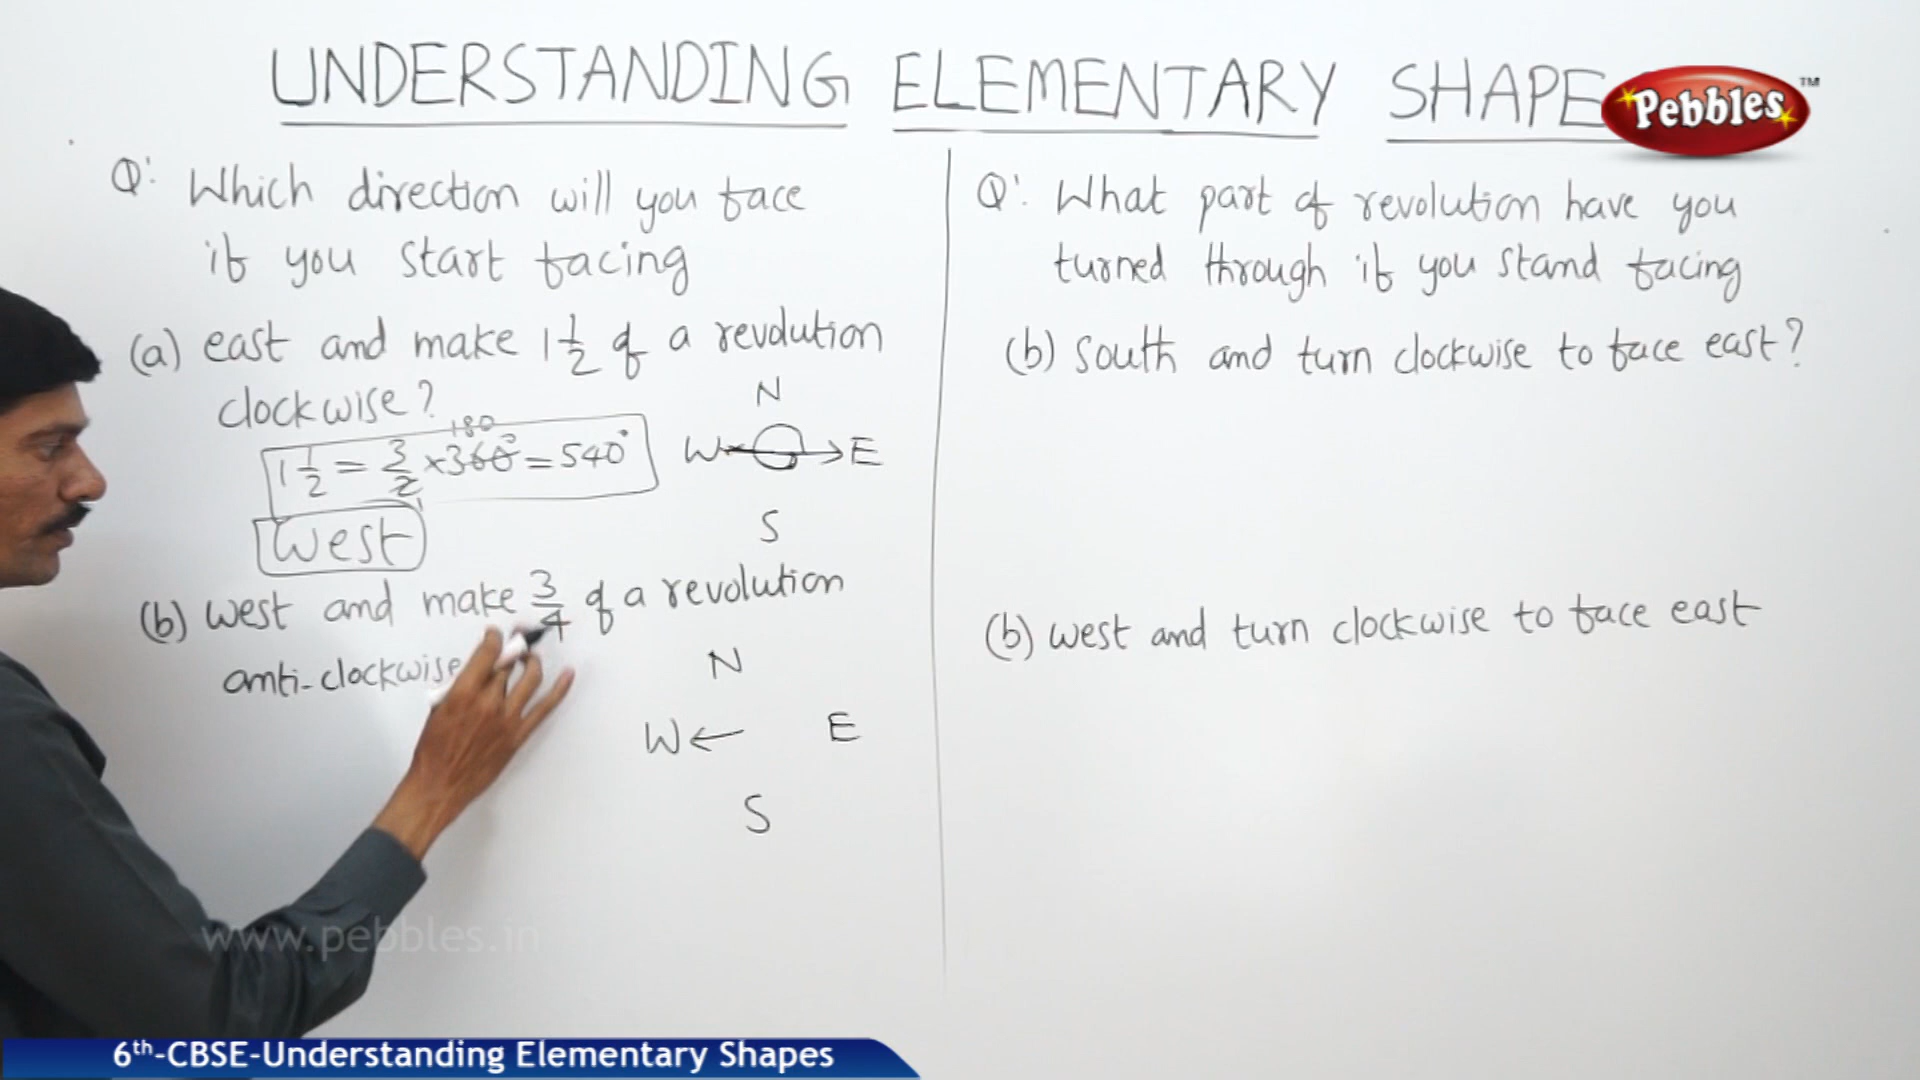 UNDERSTANDING ELEMENTARY SHAPE
Pebbles™
Q: Which direction will you face
if you start facing
(a) east and make 1 1/2 of a revolution
clockwise?
180
1 1/2 = 3/2 × 360° = 540°
1
West
N
W E
S
(b) west and make 3/4 of a revolution
anti-clockwise
N
W← E
S
Q: What part of revolution have you
turned through if you stand facing
(b) south and turn clockwise to face east?
(b) west and turn clockwise to face east
www.pebbles.in
6th-CBSE-Understanding Elementary Shapes